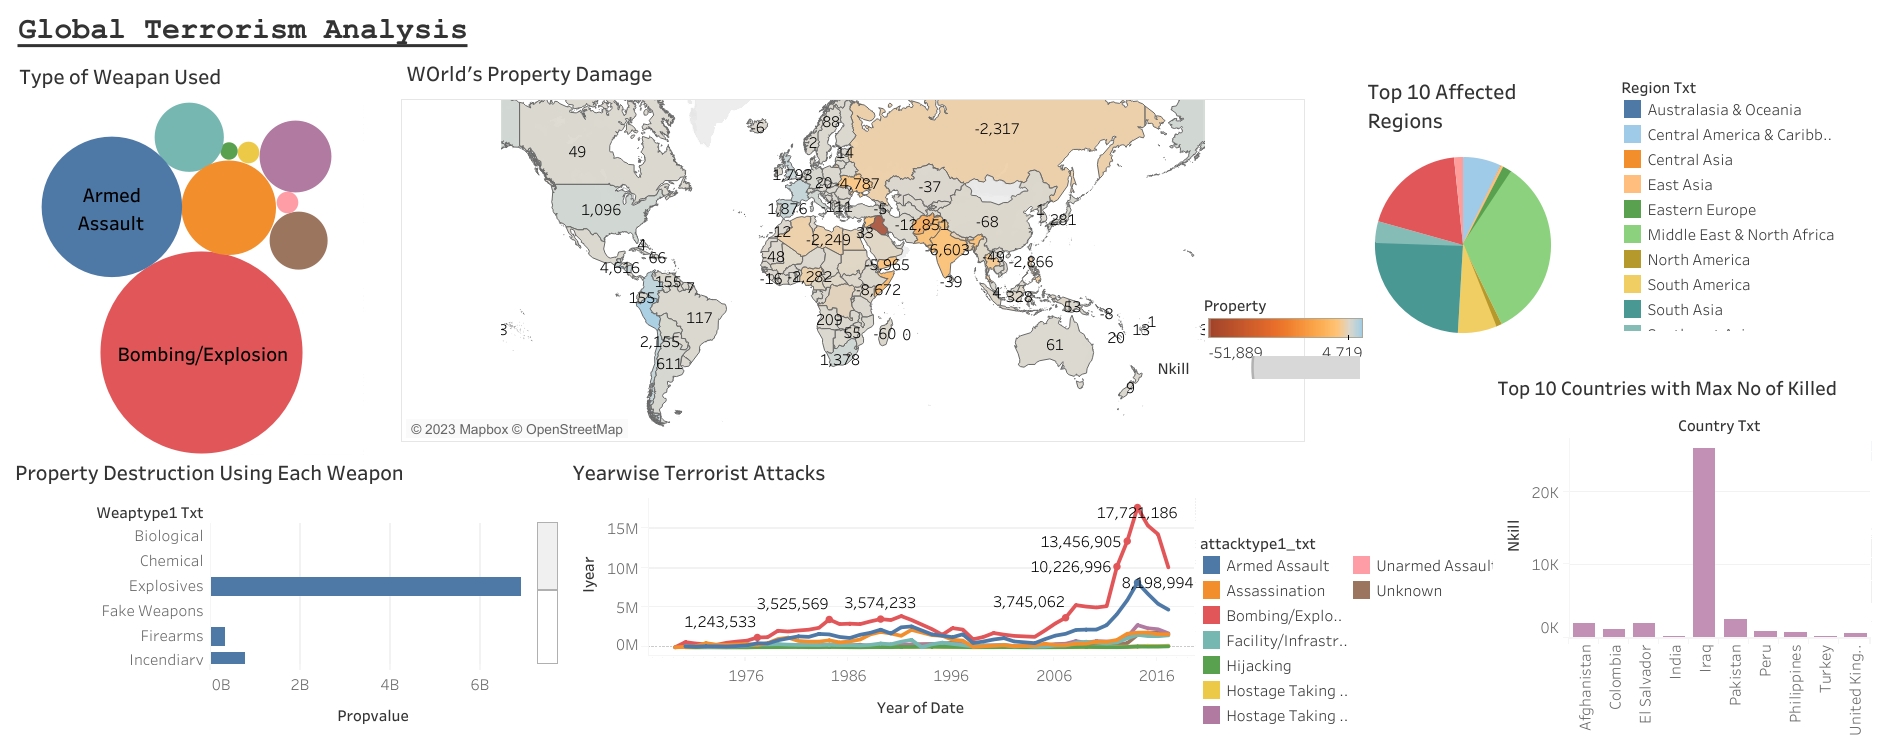 Global Terrorism Analysis
Type of Weapan Used
Armed
Assault
Bombing/Explosion
WOrld's Property Damage
-6
88
-2,317
49
-2
14
1,793
20
-4,787
-37
1,096
1,876
111
-5
-12,851
-68
1
281
-12
-2,249
33
-6,603
4
-66
-48
-5,965
-49
-2,866
4,616
155
7
-16
-2,282
-8,672
-39
155
4
328
117
209
53
-8
3
55
-60
0
1
13
20
2,155
61
1,378
611
9
© 2023 Mapbox © OpenStreetMap
Property
-51,889
4,719
Nkill
Top 10 Affected
Regions
Region Txt
Australasia & Oceania
Central America & Caribb..
Central Asia
East Asia
Eastern Europe
Middle East & North Africa
North America
South America
South Asia
Property Destruction Using Each Weapon
Weaptype1 Txt
Biological
Chemical
Explosives
Fake Weapons
Firearms
Incendiary
0B
2B
4B
6B
Propvalue
Yearwise Terrorist Attacks
Iyear
15M
10M
5M
0M
1,243,533
3,525,569
3,574,233
3,745,062
10,226,996
13,456,905
17,721,186
8,198,994
1976
1986
1996
2006
2016
Year of Date
attacktype1_txt
Armed Assault
Assassination
Bombing/Explo..
Facility/Infrastr..
Hijacking
Hostage Taking ..
Hostage Taking ..
Unarmed Assault
Unknown
Top 10 Countries with Max No of Killed
Country Txt
Nkill
20K
10K
0K
Afghanistan
Colombia
El Salvador
India
Iraq
Pakistan
Peru
Philippines
Turkey
United King..